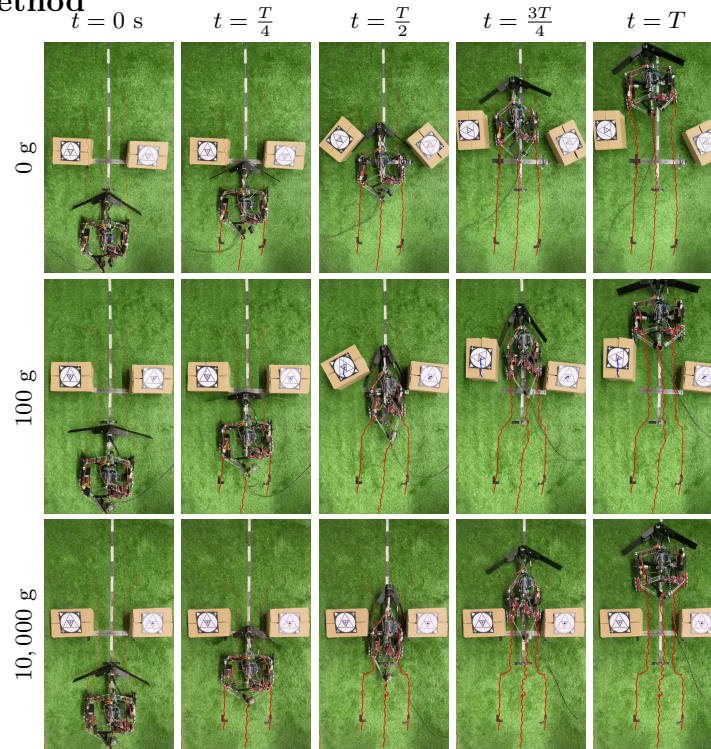 ethod
t = 0 s
t = T/4
t = T/2
t = 3T/4
t = T
0 g
100 g
10,000 g